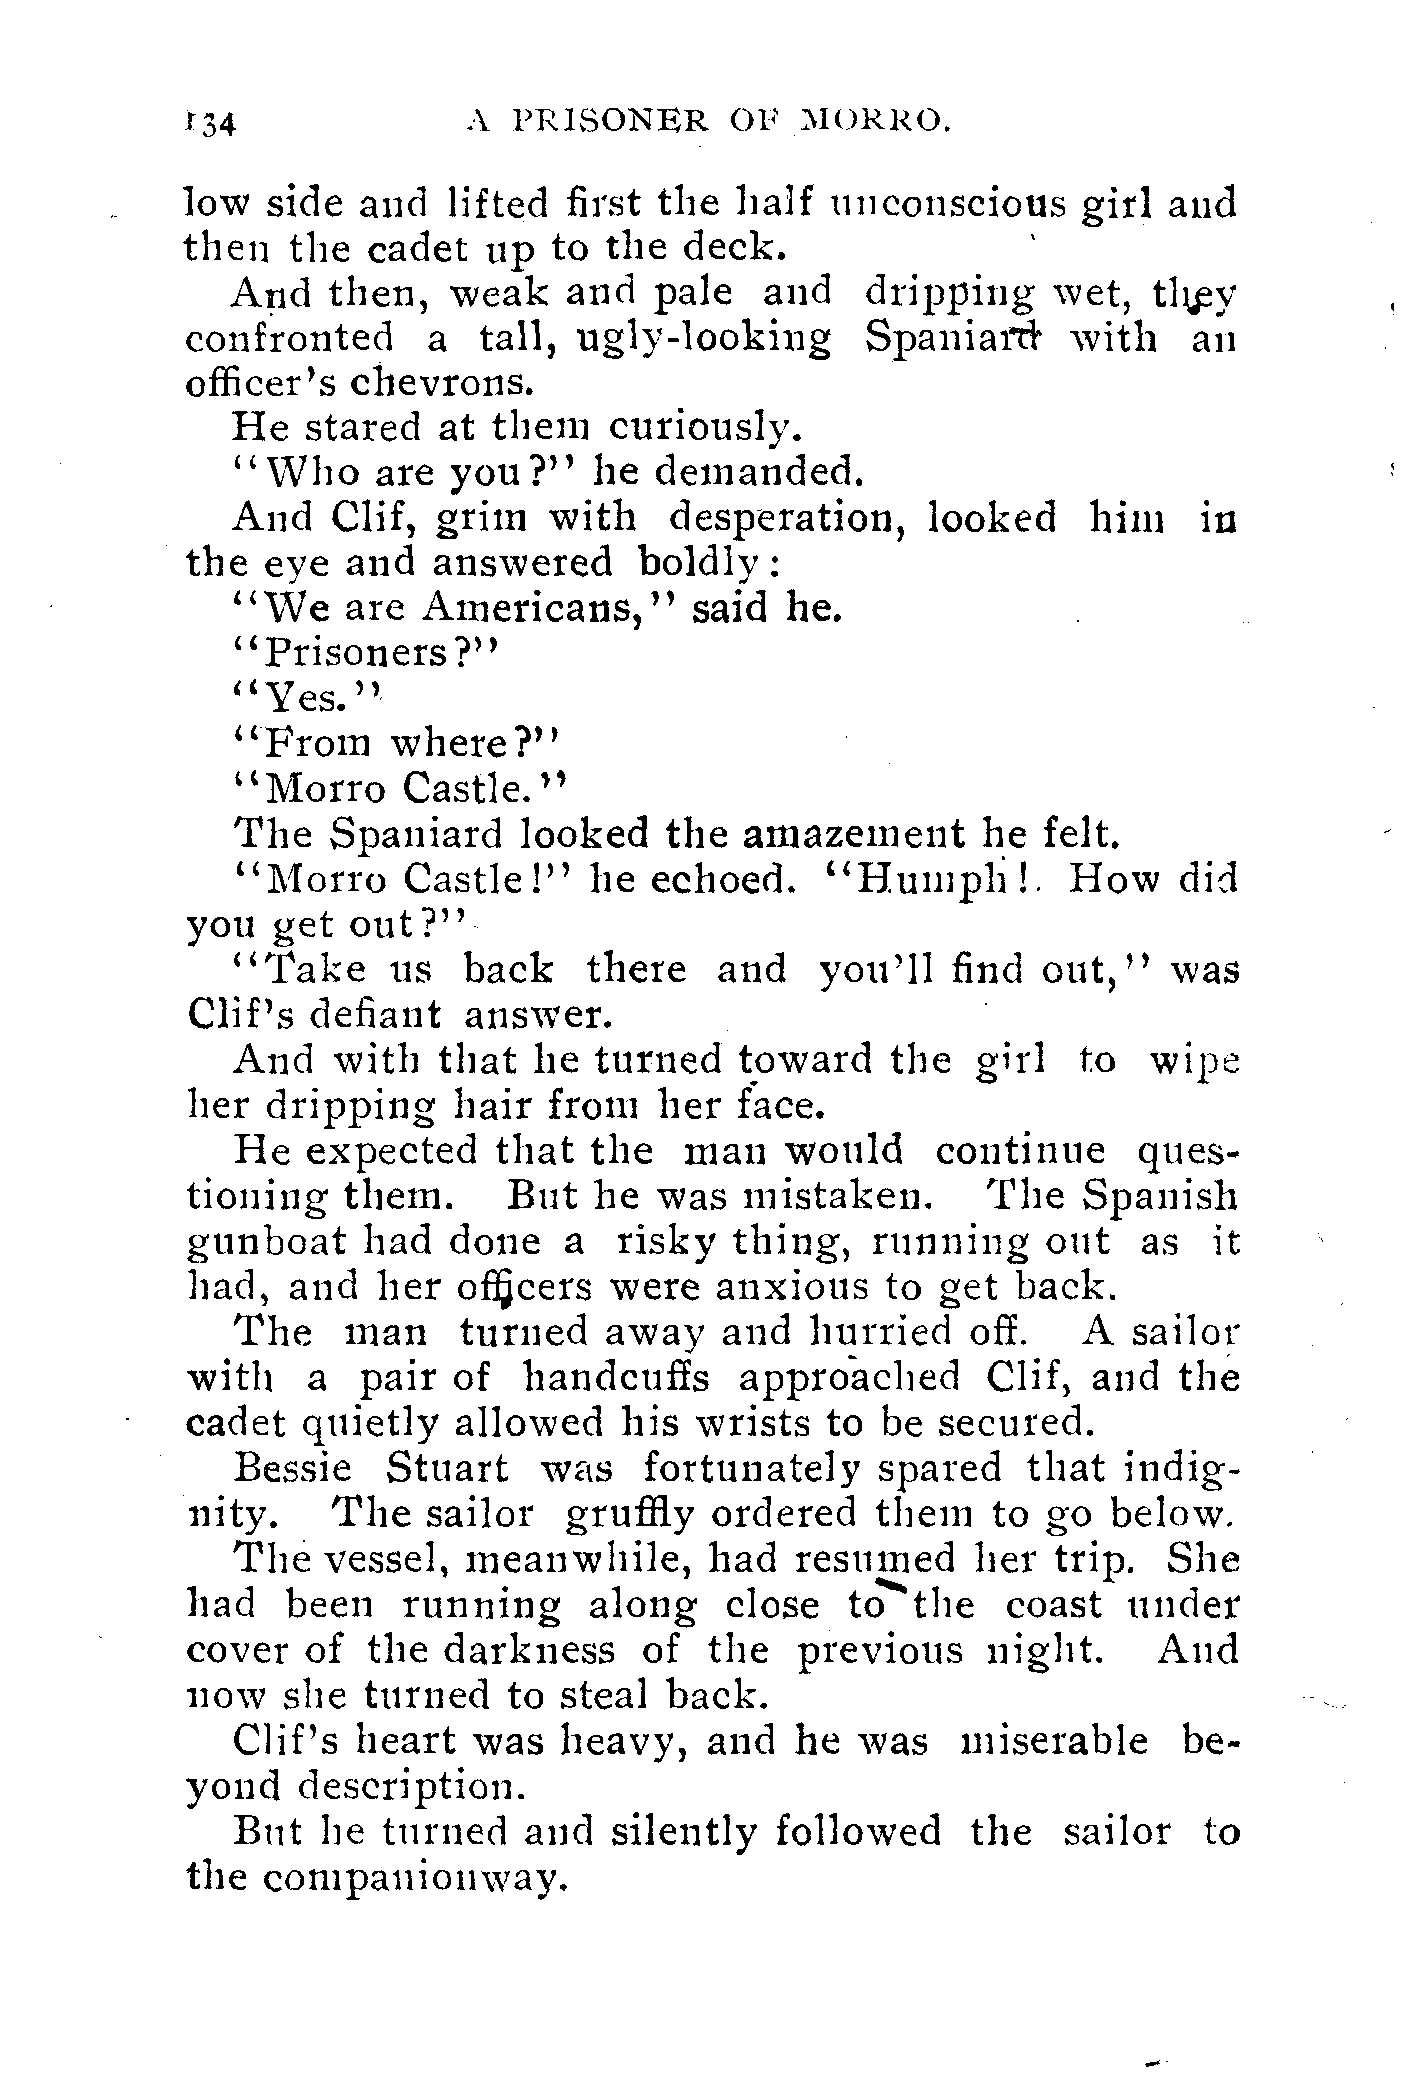 134 A PRISONER OF MORRO.
low side and lifted first the half unconscious girl and
then the cadet up to the deck.
And then, weak and pale and dripping wet, they
confronted a tall, ugly-looking Spaniard with an
officer's chevrons.
He stared at them curiously.
"Who are you?" he demanded.
And Clif, grim with desperation, looked him in
the eye and answered boldly:
"We are Americans," said he.
"Prisoners?"
"Yes."
"From where?"
"Morro Castle."
The Spaniard looked the amazement he felt.
"Morro Castle!" he echoed. "Humph!. How did
you get out?"
"Take us back there and you'll find out," was
Clif's defiant answer.
And with that he turned toward the girl to wipe
her dripping hair from her face.
He expected that the man would continue ques-
tioning them. But he was mistaken. The Spanish
gunboat had done a risky thing, running out as it
had, and her officers were anxious to get back.
The man turned away and hurried off. A sailor
with a pair of handcuffs approached Clif, and the
cadet quietly allowed his wrists to be secured.
Bessie Stuart was fortunately spared that indig-
nity. The sailor gruffly ordered them to go below.
The vessel, meanwhile, had resumed her trip. She
had been running along close to the coast under
cover of the darkness of the previous night. And
now she turned to steal back.
Clif's heart was heavy, and he was miserable be-
yond description.
But he turned and silently followed the sailor to
the companionway.